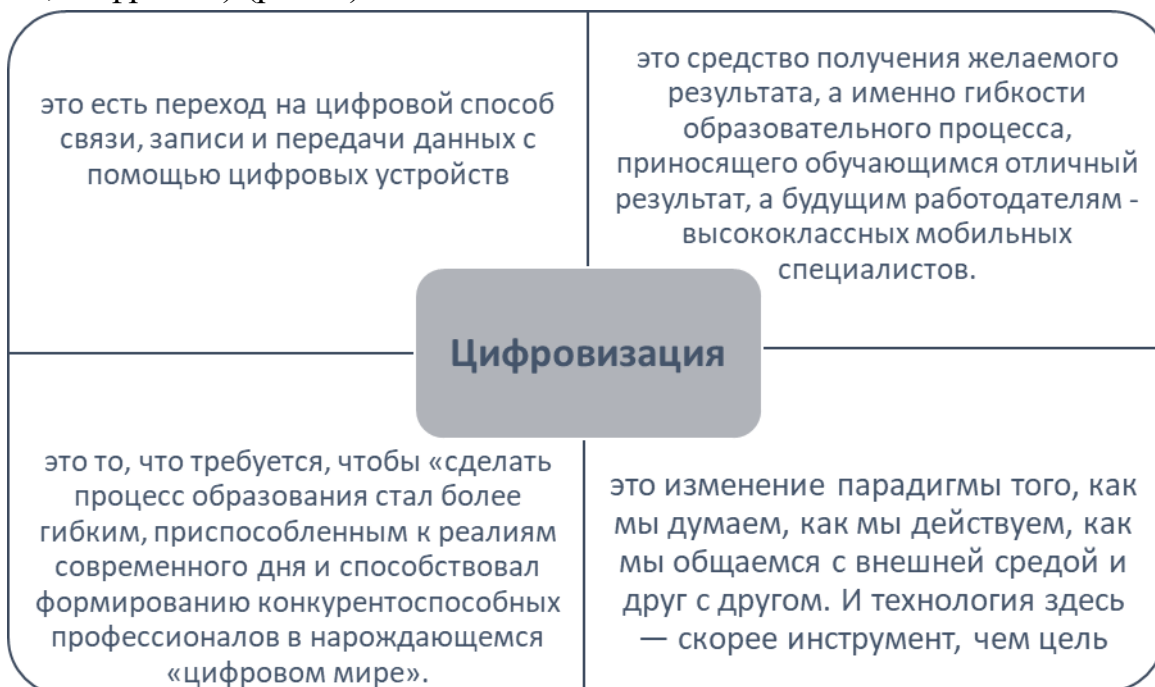 это есть переход на цифровой способ
связи, записи и передачи данных с
помощью цифровых устройств
это средство получения желаемого
результата, а именно гибкости
образовательного процесса,
приносящего обучающимся отличный
результат, а будущим работодателям -
высококлассных мобильных
специалистов.
Цифровизация
это то, что требуется, чтобы «сделать
процесс образования стал более
гибким, приспособленным к реалиям
современного дня и способствовал
формированию конкурентоспособных
профессионалов в нарождающемся
«цифровом мире».
это изменение парадигмы того, как
мы думаем, как мы действуем, как
мы общаемся с внешней средой и
друг с другом. И технология здесь
— скорее инструмент, чем цель